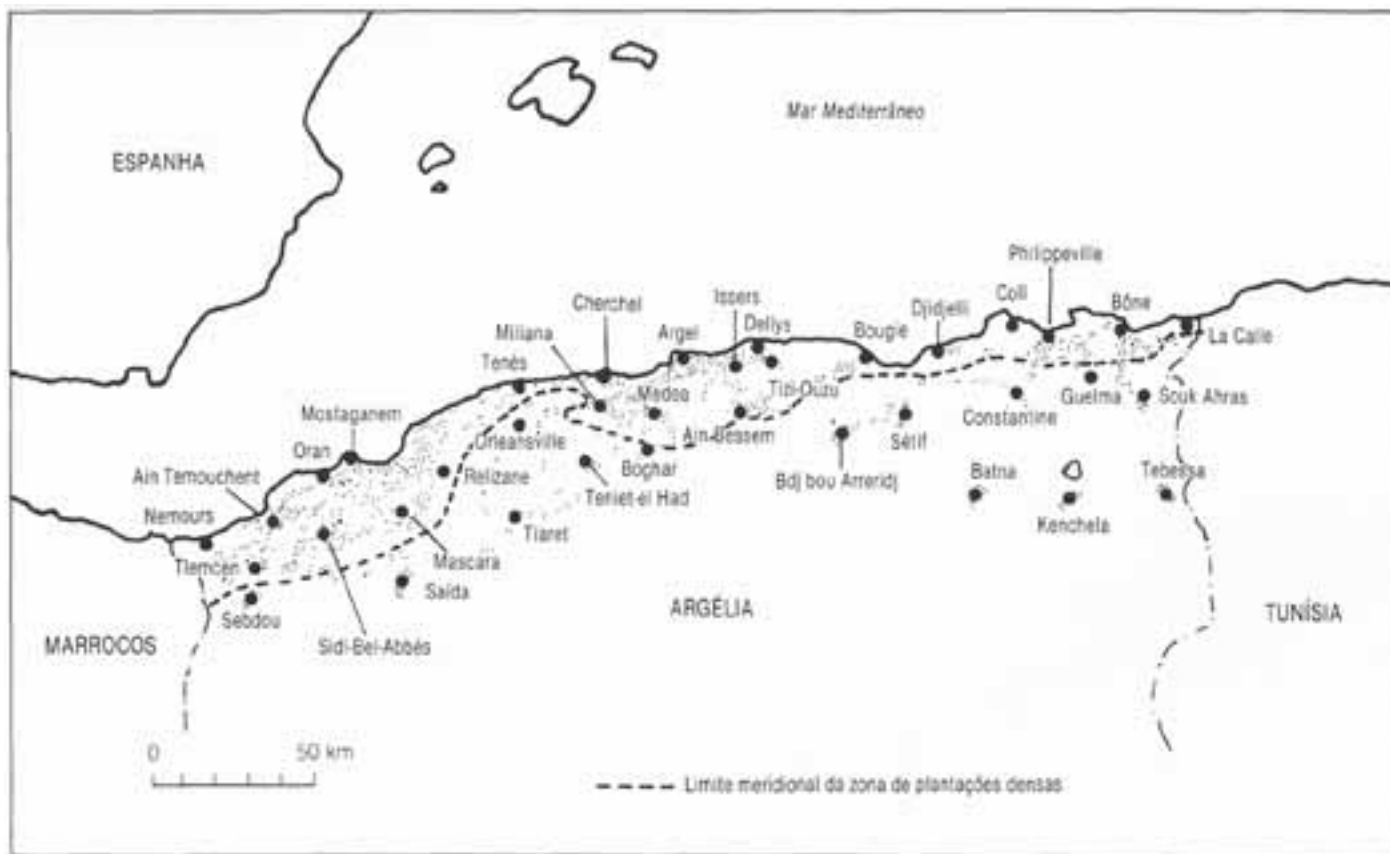 Mar Mediterrâneo
ESPANHA
Philippeville
Cherchel
Issers
Coll
Bône
Djidjelli
Miliana
Argel
Dellys
Bougie
La Calle
Tenès
Medea
Tizi-Ouzu
Guelma
Souk Ahras
Mostaganem
Constantine
Orleansville
Ain-Bessem
Sétif
Oran
Boghar
Relizane
Teniet-el Had
Bdj bou Arreridj
Batna
Tebessa
Ain Temouchent
Kenchela
Nemours
Tiaret
Tlemcen
Mascara
Saïda
Sebdou
ARGÉLIA
TUNÍSIA
MARROCOS
Sidi-Bel-Abbés
0 50 km
Limite meridional da zona de plantações densas